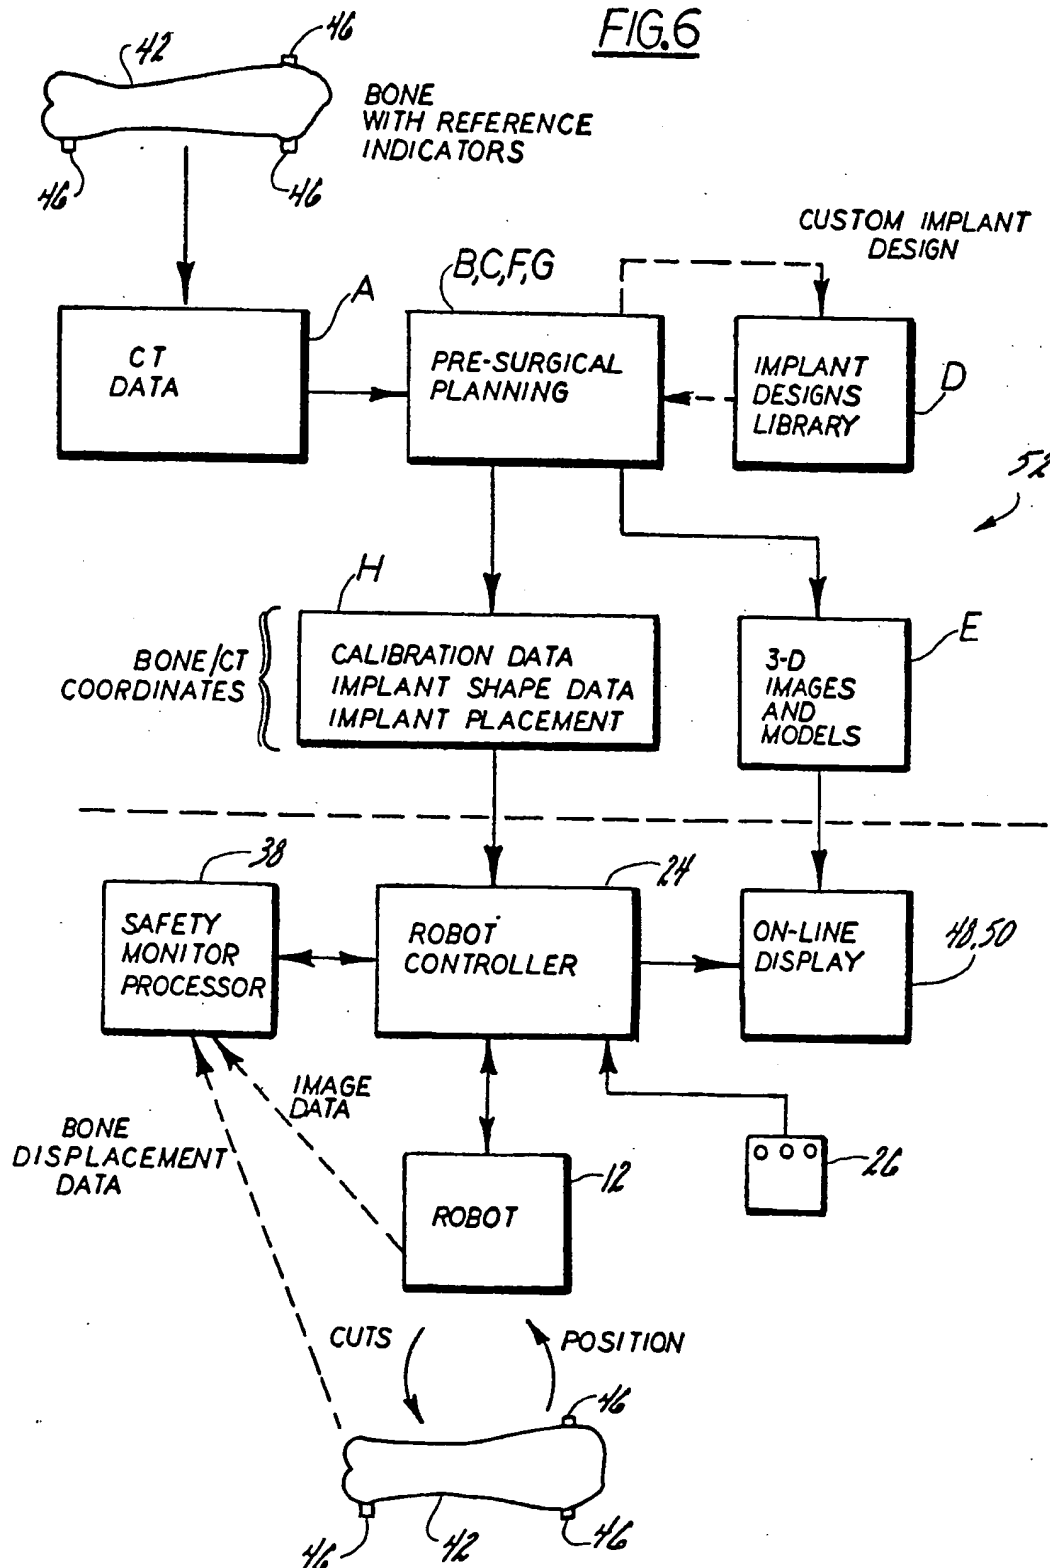 FIG.6
46
42
BONE
WITH REFERENCE
INDICATORS
46
46
CUSTOM IMPLANT
DESIGN
B,C,F,G
A
CT
DATA
PRE-SURGICAL
PLANNING
IMPLANT
DESIGNS
LIBRARY
D
52
H
BONE/CT
COORDINATES
CALIBRATION DATA
IMPLANT SHAPE DATA
IMPLANT PLACEMENT
E
3-D
IMAGES
AND
MODELS
38
24
SAFETY
MONITOR
PROCESSOR
ROBOT
CONTROLLER
ON-LINE
DISPLAY
48,50
IMAGE
DATA
BONE
DISPLACEMENT
DATA
12
26
ROBOT
CUTS
POSITION
46
46
42
46